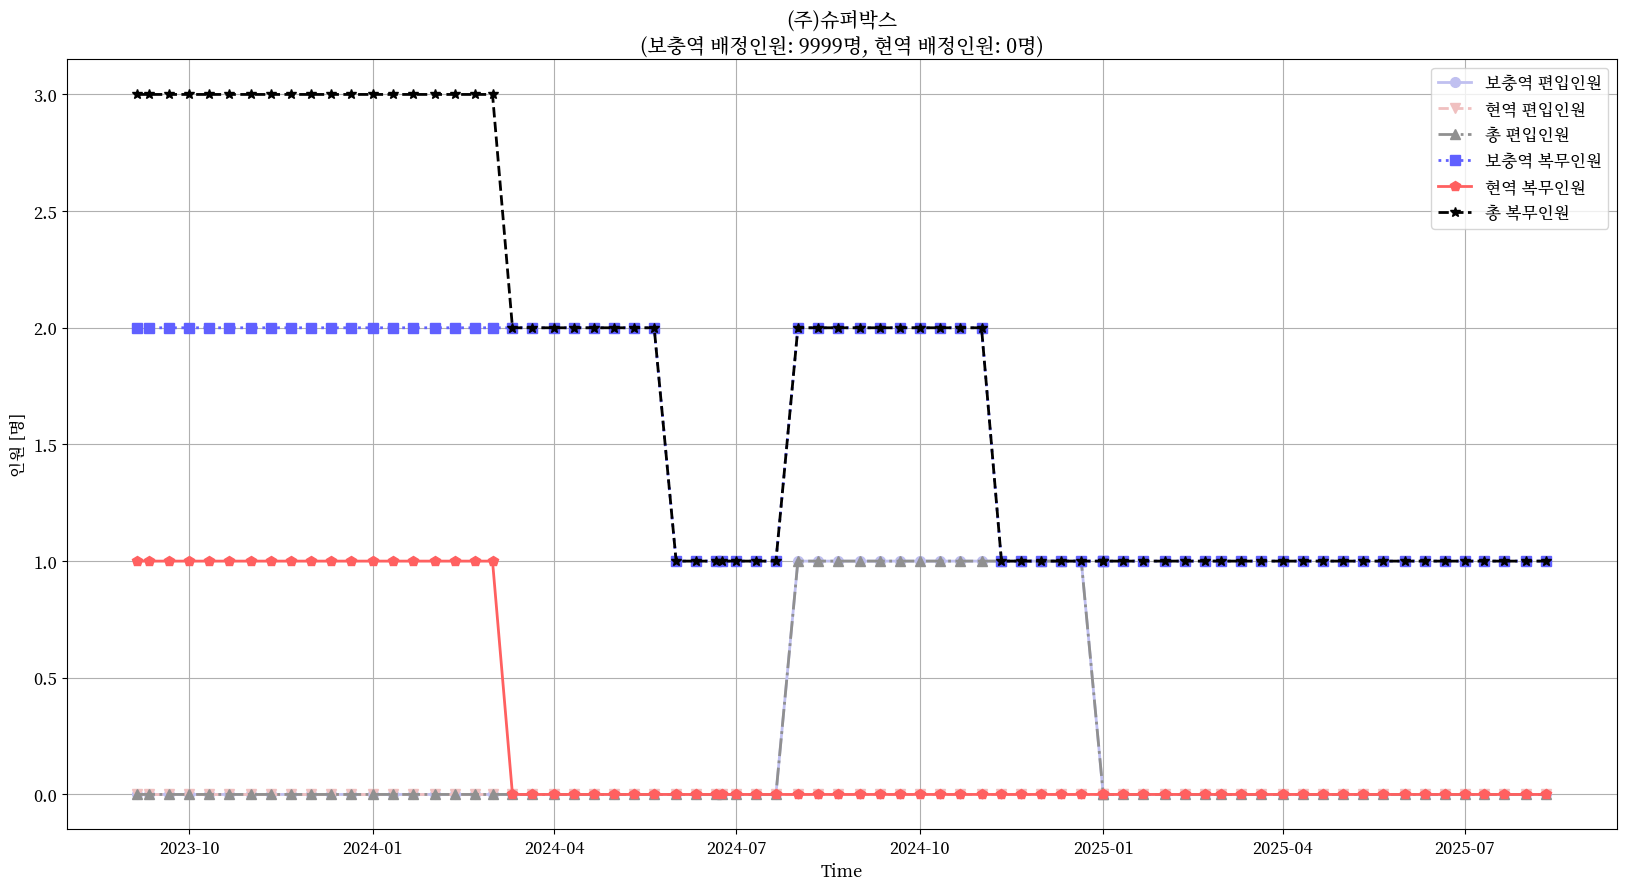 (주)슈퍼박스
(보충역 배정인원: 9999명, 현역 배정인원: 0명)
보충역 편입인원
현역 편입인원
총 편입인원
보충역 복무인원
현역 복무인원
총 복무인원
인원 [명]
3.0
2.5
2.0
1.5
1.0
0.5
0.0
2023-10 2024-01 2024-04 2024-07 2024-10 2025-01 2025-04 2025-07
Time